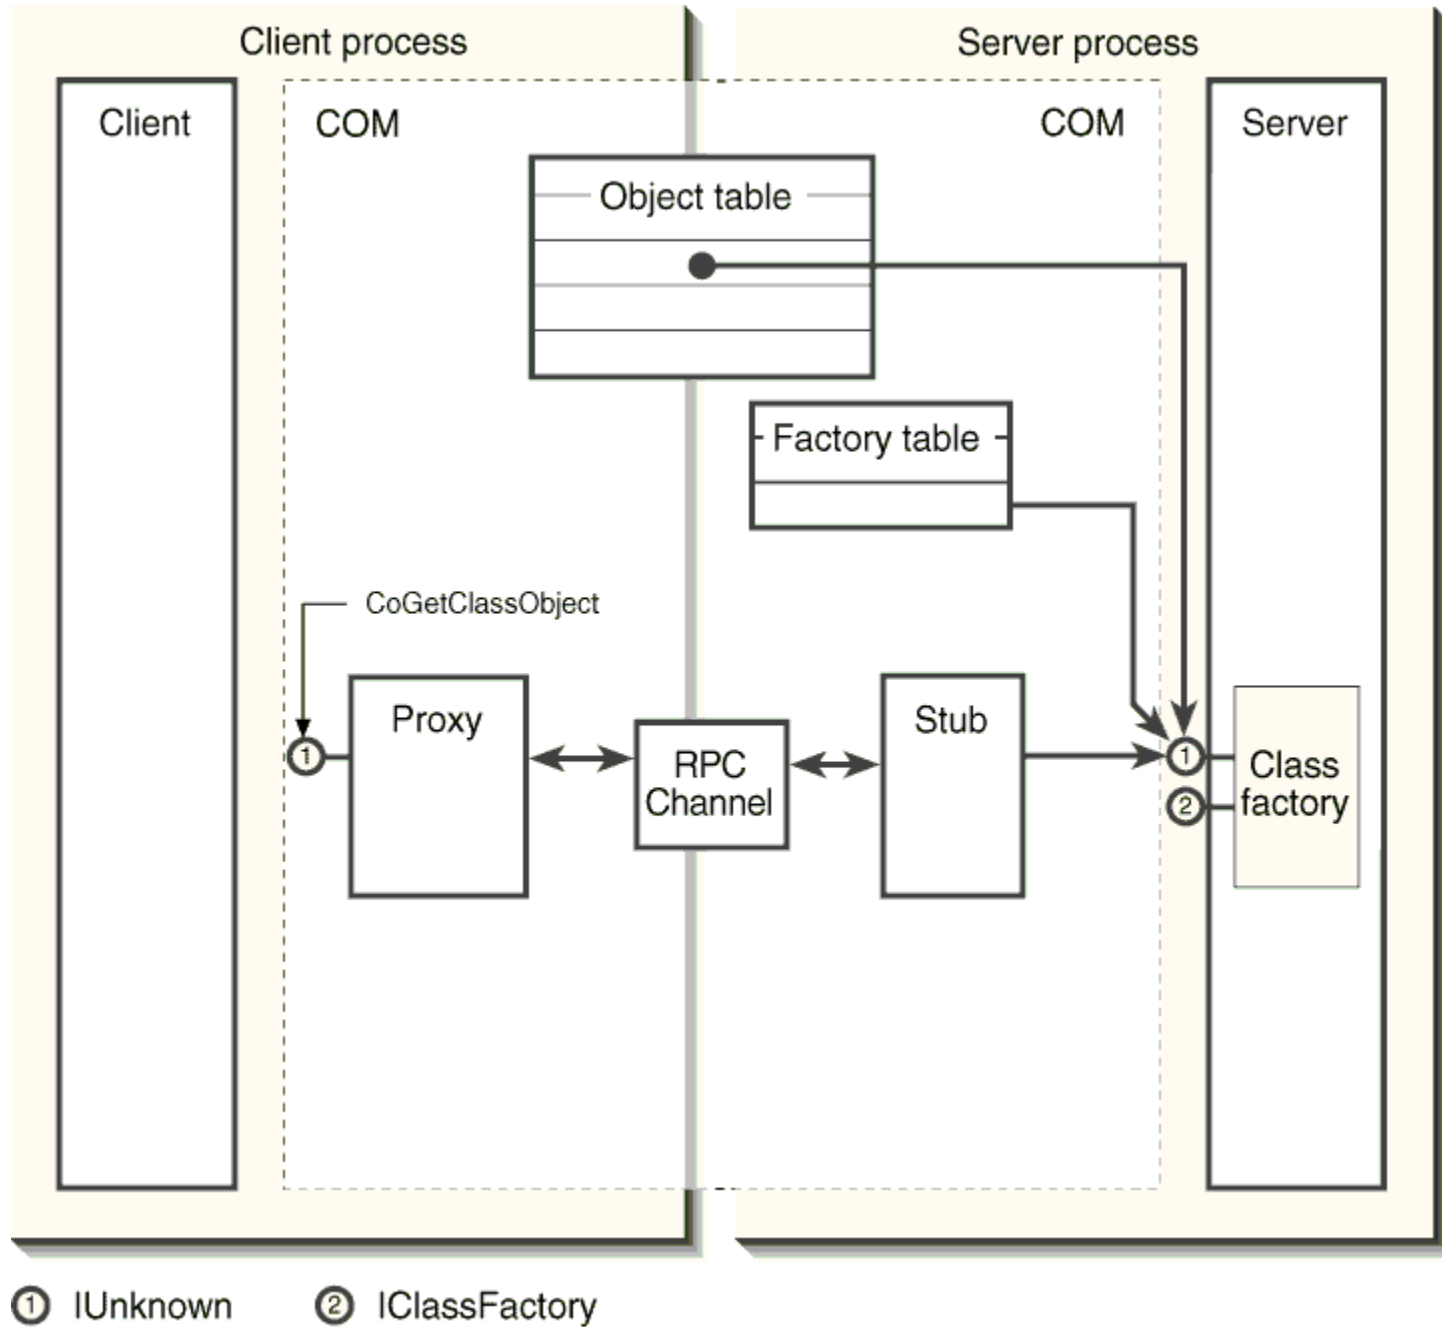 Client process
Server process
Client
COM
COM
Server
Object table
Factory table
CoGetClassObject
Proxy
Stub
RPC
Channel
1
1
2
Class
factory
1 IUnknown
2 IClassFactory